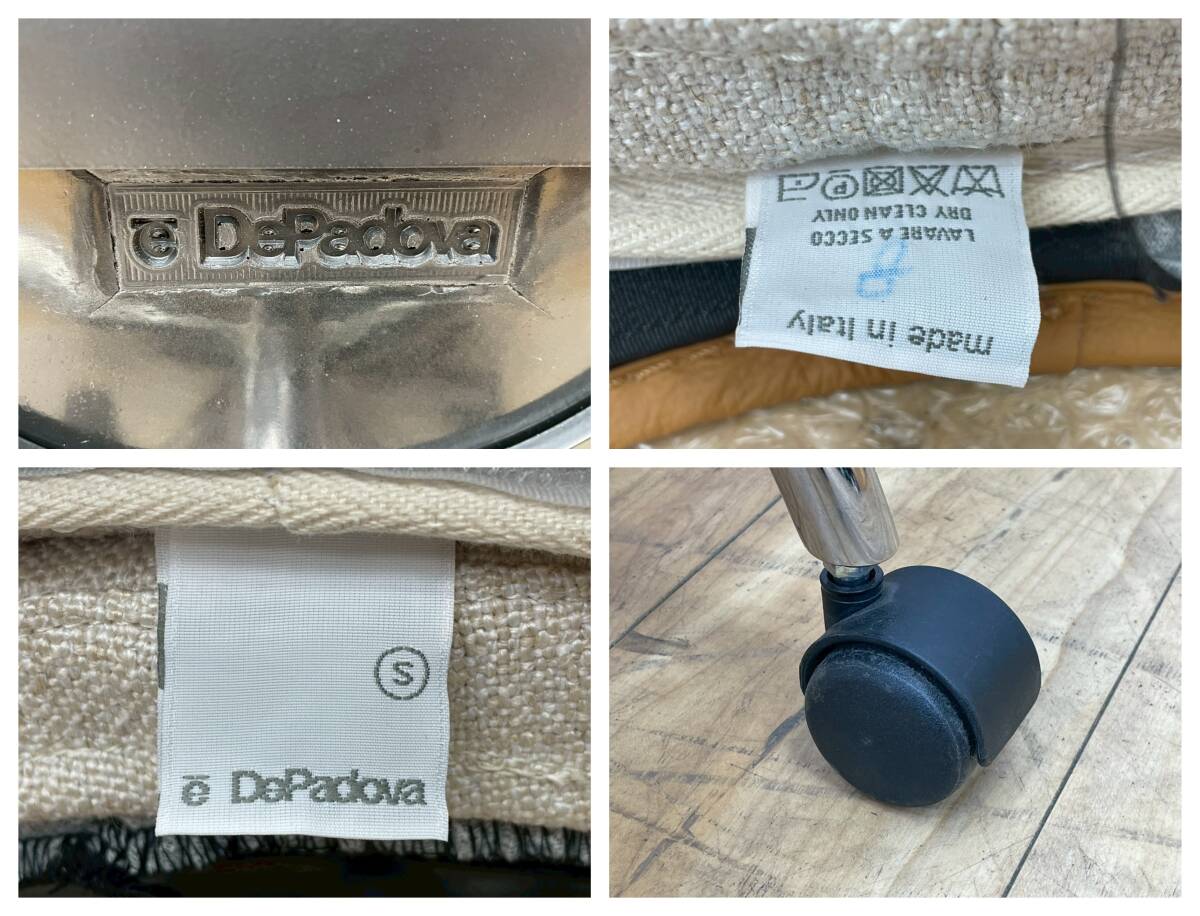 ē DePadova
made in Italy
LAVARE A SECCO
DRY CLEAN ONLY
P
S
ē DePadova